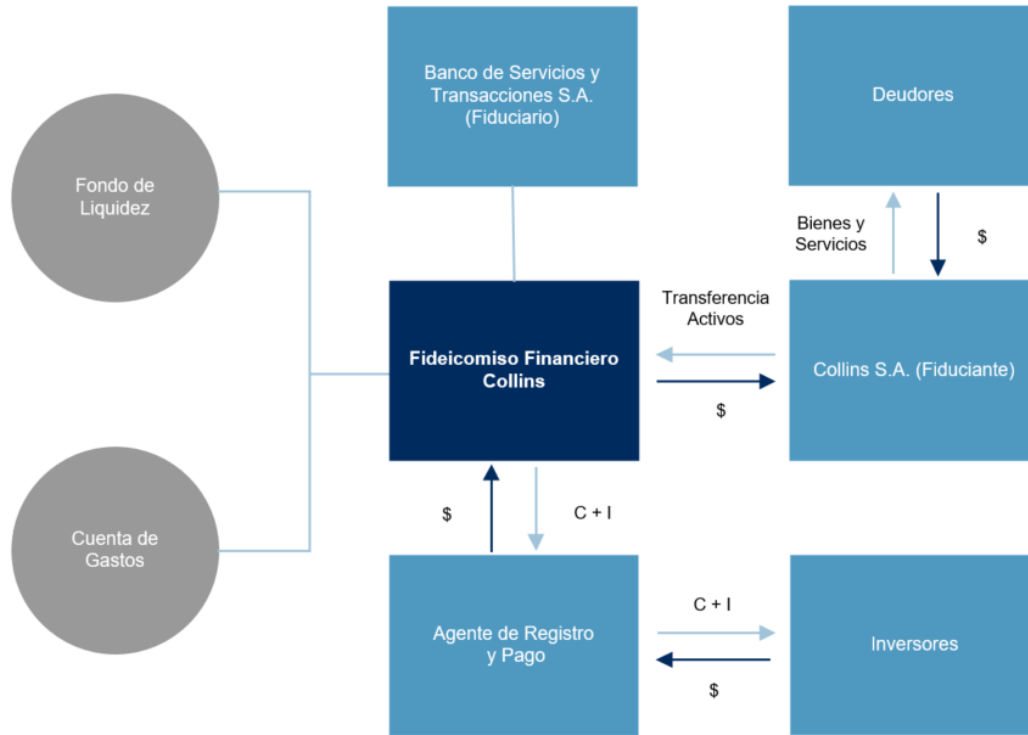 Banco de Servicios y
Transacciones S.A.
(Fiduciario)
Deudores
Fondo de
Liquidez
Bienes y
Servicios
$
Transferencia
Activos
Fideicomiso Financiero
Collins
Collins S.A. (Fiduciante)
$
$
C + I
Cuenta de
Gastos
Agente de Registro
y Pago
C + I
Inversores
$